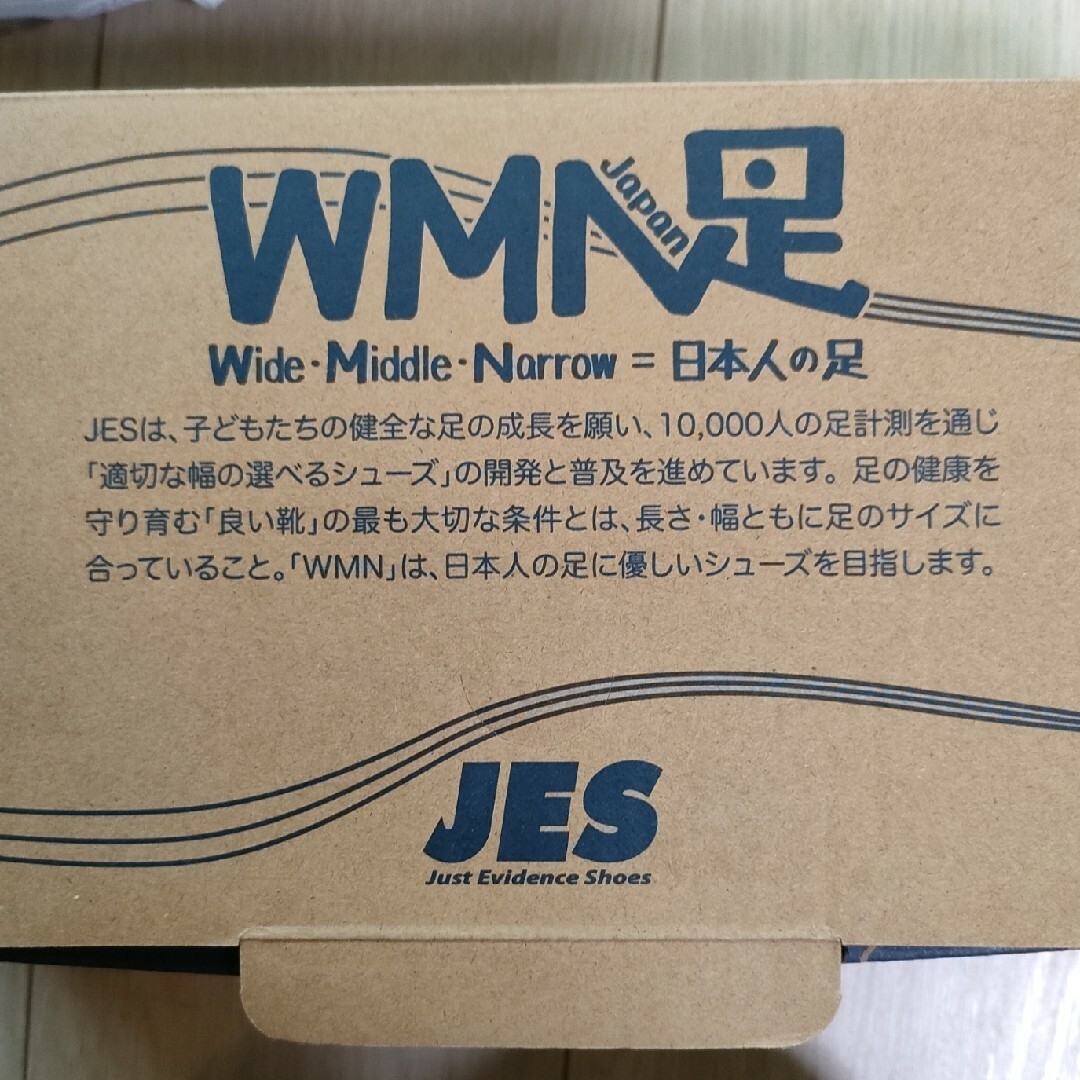 WMN足
Japan
Wide・Middle・Narrow = 日本人の足
JESは、子どもたちの健全な足の成長を願い、10,000人の足計測を通じ
「適切な幅の選べるシューズ」の開発と普及を進めています。足の健康を
守り育む「良い靴」の最も大切な条件とは、長さ・幅ともに足のサイズに
合っていること。「WMN」は、日本人の足に優しいシューズを目指します。
JES
Just Evidence Shoes